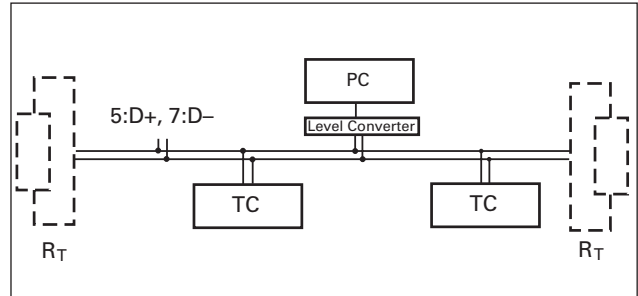 PC
5:D+, 7:D–
Level Converter
TC
TC
RT
RT